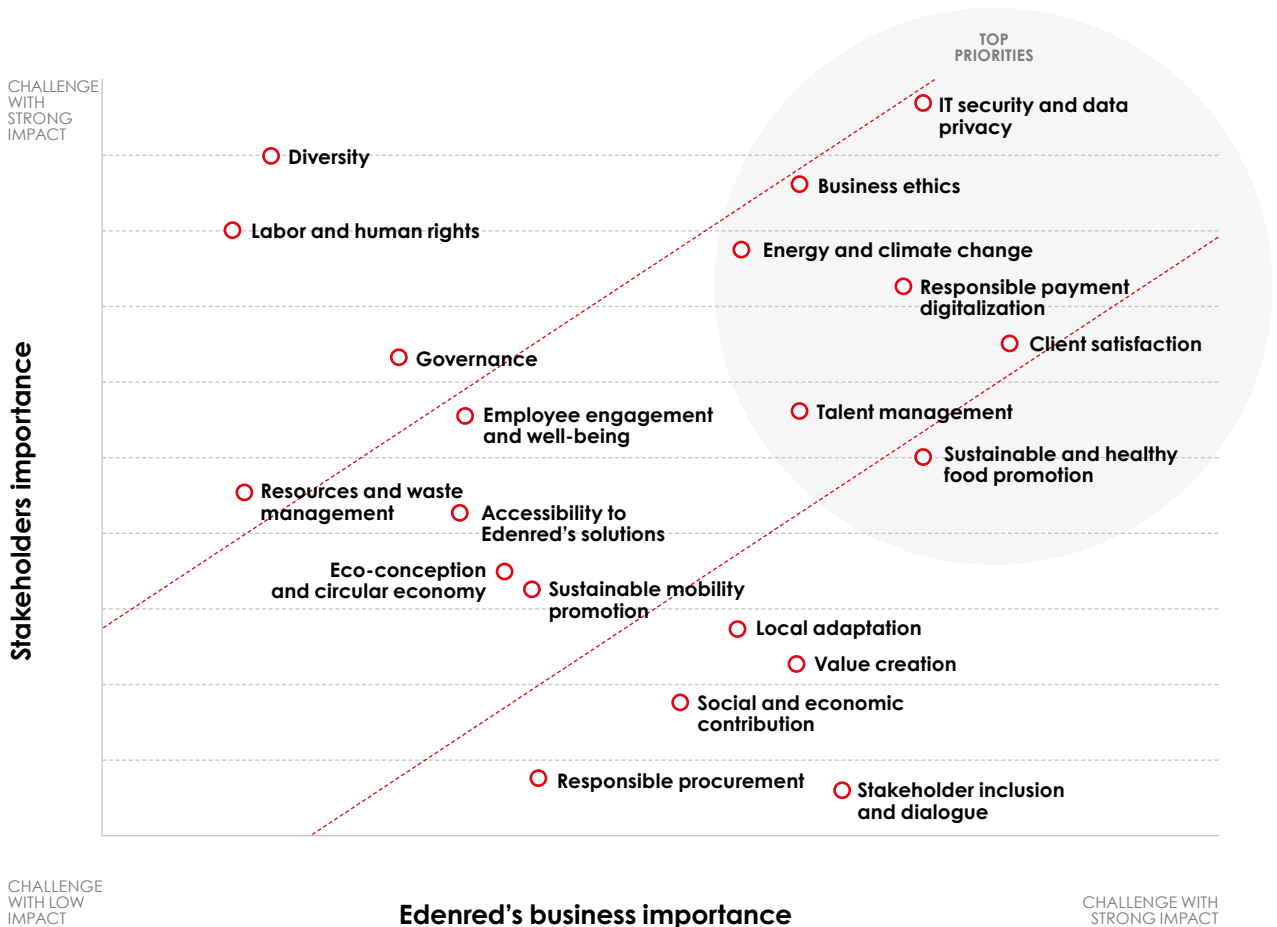 TOP
PRIORITIES
CHALLENGE
WITH
STRONG
IMPACT
IT security and data
privacy
Diversity
Business ethics
Labor and human rights
Energy and climate change
Responsible payment
digitalization
Client satisfaction
Governance
Employee engagement
and well-being
Talent management
Sustainable and healthy
food promotion
Resources and waste
management
Accessibility to
Edenred's solutions
Eco-conception
and circular economy
Sustainable mobility
promotion
Local adaptation
Value creation
Social and economic
contribution
Responsible procurement
Stakeholder inclusion
and dialogue
Stakeholders importance
CHALLENGE
WITH LOW
IMPACT
Edenred's business importance
CHALLENGE WITH
STRONG IMPACT